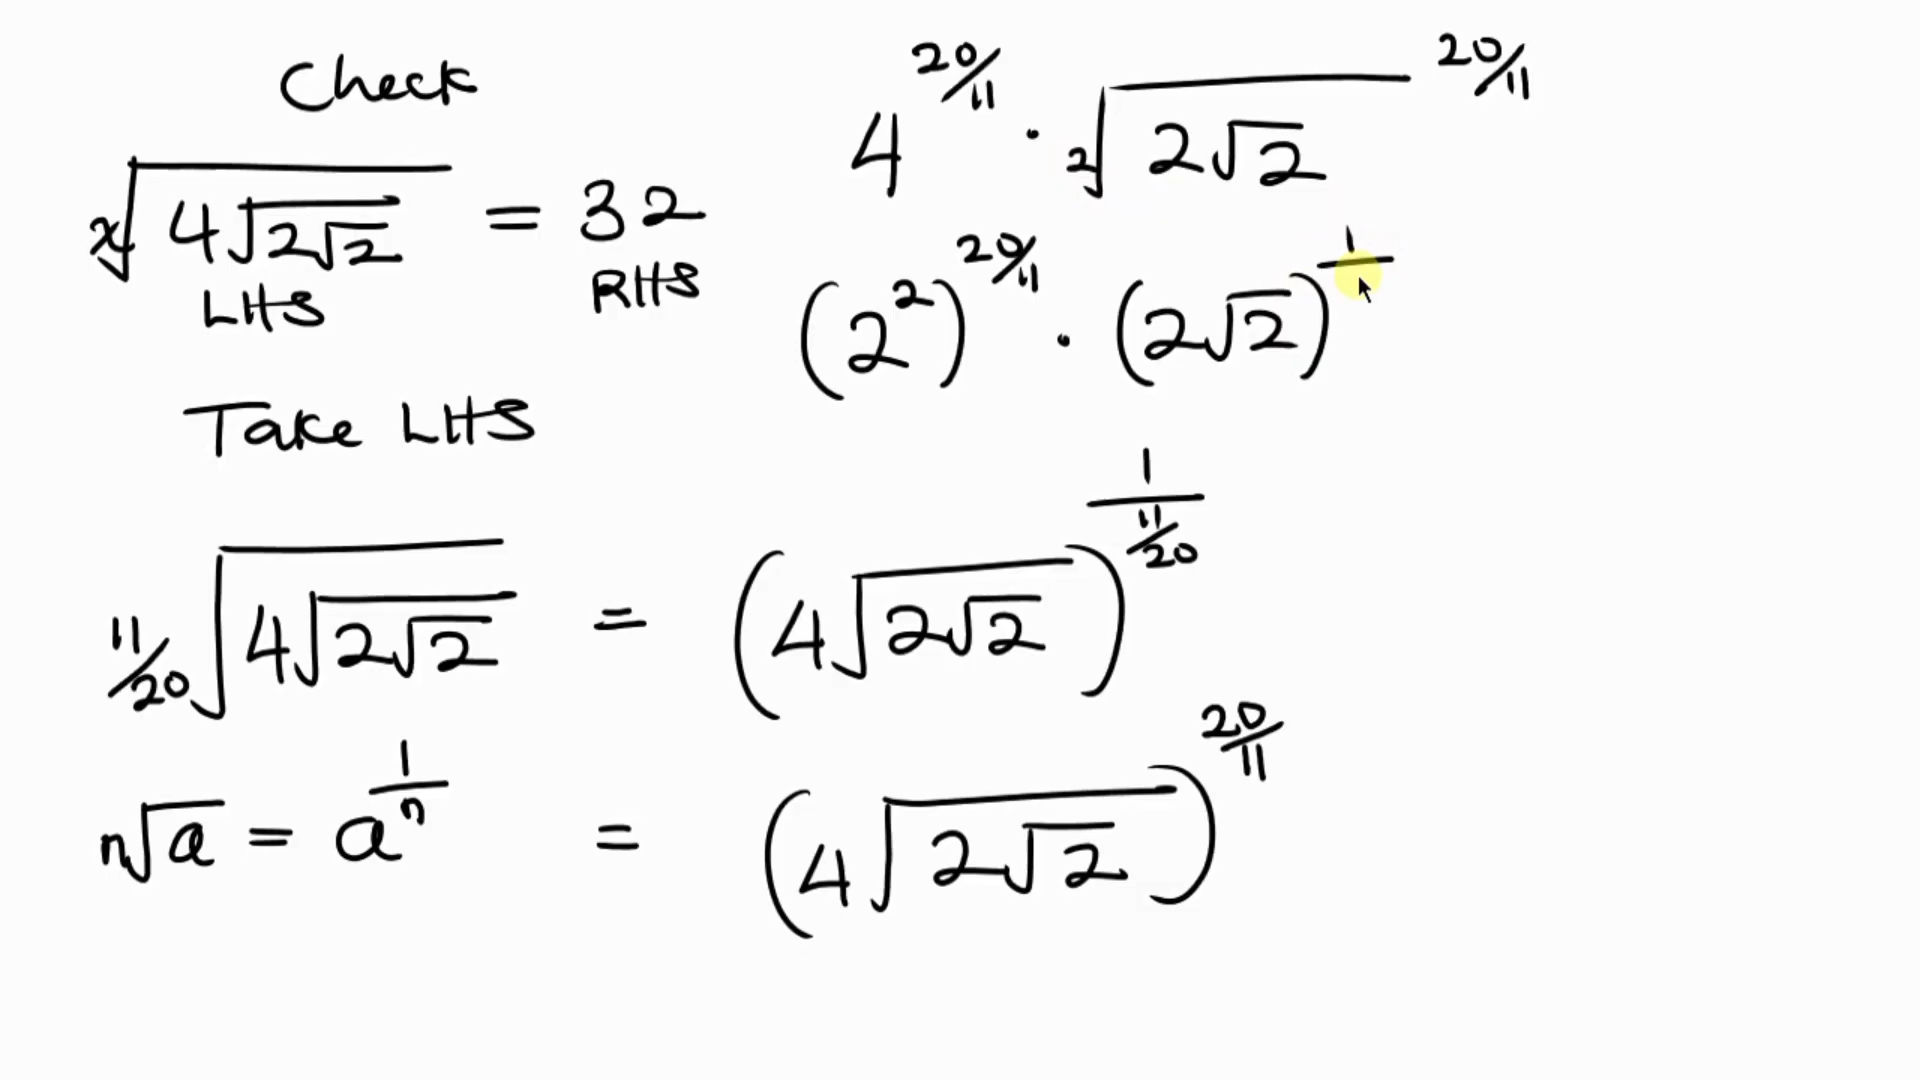 Check
ˣ√(4√(2√2)) = 32
LHS RHS
Take LHS
¹¹/²⁰√(4√(2√2)) = (4√(2√2))^(1/(11/20))
ⁿ√a = a^(1/n) = (4√(2√2))^(20/11)
4^(20/11) · ²√(2√2)^(20/11)
(2²)^(20/11) · (2√2)^(1/